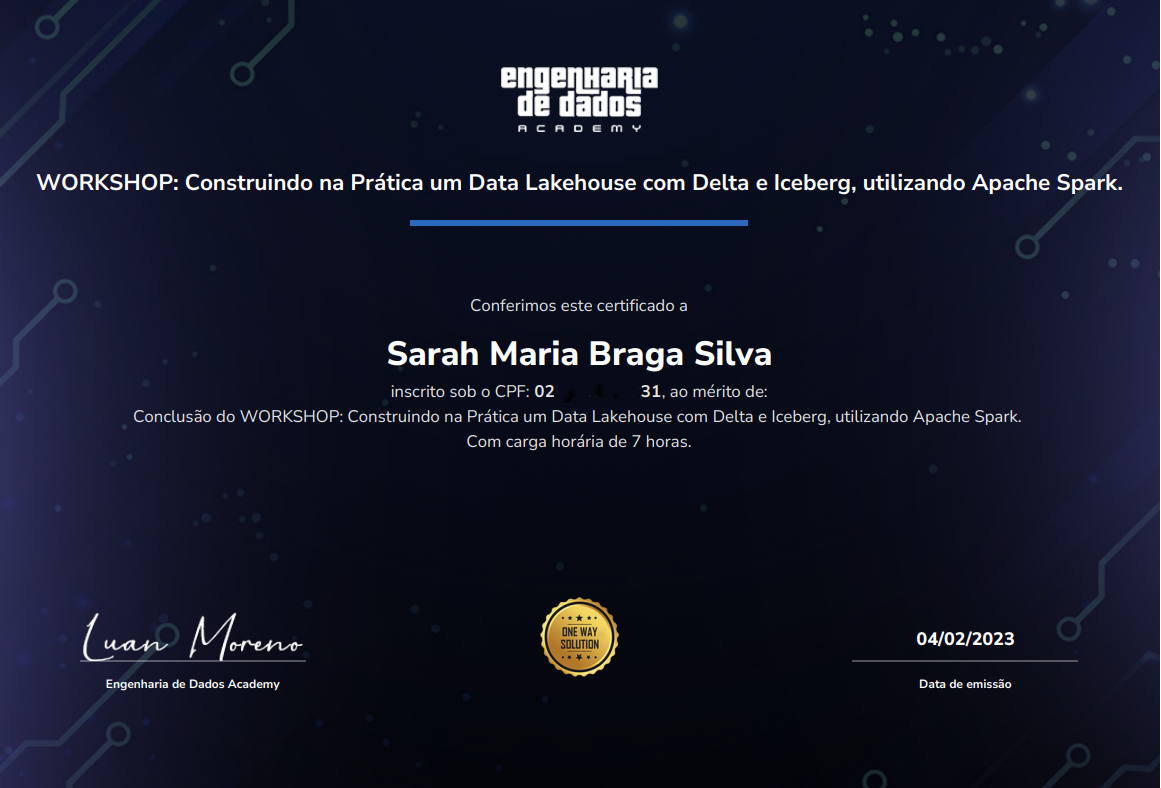 engenharia
de dados
ACADEMY
WORKSHOP: Construindo na Prática um Data Lakehouse com Delta e Iceberg, utilizando Apache Spark.
Conferimos este certificado a
Sarah Maria Braga Silva
inscrito sob o CPF: 02 31, ao mérito de:
Conclusão do WORKSHOP: Construindo na Prática um Data Lakehouse com Delta e Iceberg, utilizando Apache Spark.
Com carga horária de 7 horas.
Luan Moreno
Engenharia de Dados Academy
ONE WAY
SOLUTION
04/02/2023
Data de emissão